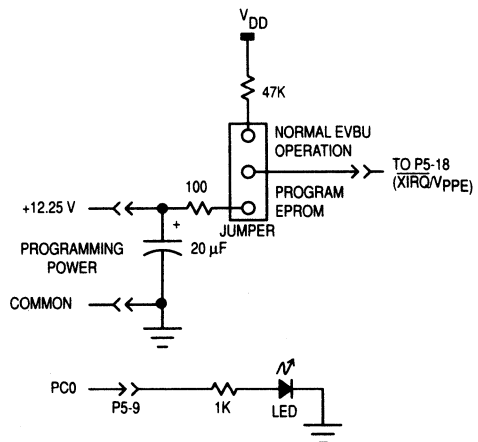 VDD
47K
NORMAL EVBU
OPERATION
TO P5-18
(XIRQ/VPPE)
PROGRAM
EPROM
100
+12.25 V
JUMPER
+
20 µF
PROGRAMMING
POWER
COMMON
PC0
P5-9
1K
LED